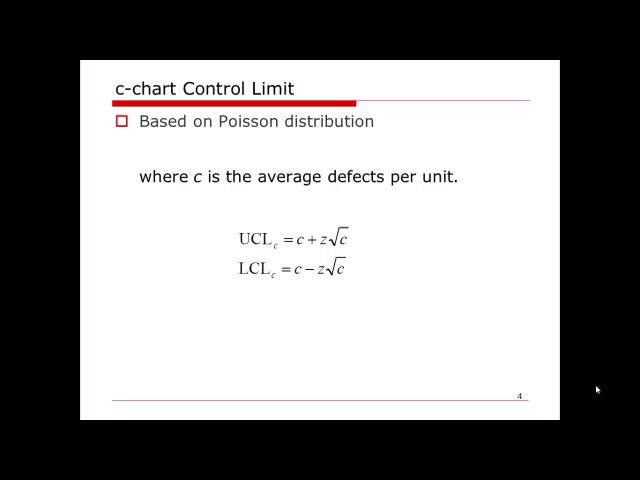 c-chart Control Limit
Based on Poisson distribution
where c is the average defects per unit.
UCL_c = c + z√c
LCL_c = c − z√c
4